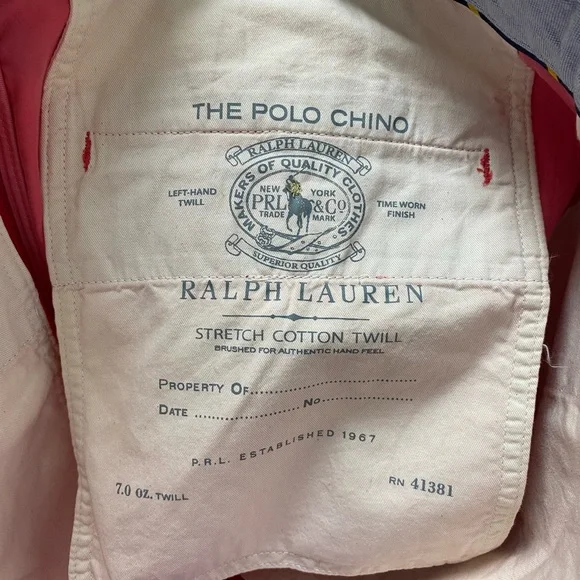 THE POLO CHINO
RALPH LAUREN
MAKERS OF QUALITY CLOTHES
LEFT-HAND
TWILL
NEW YORK
PRL &Co
TRADE MARK
TIME WORN
FINISH
SUPERIOR QUALITY
RALPH LAUREN
STRETCH COTTON TWILL
BRUSHED FOR AUTHENTIC HAND FEEL
PROPERTY OF..........................................
DATE .......................... NO........................
P.R.L. ESTABLISHED 1967
7.0 OZ. TWILL
RN 41381